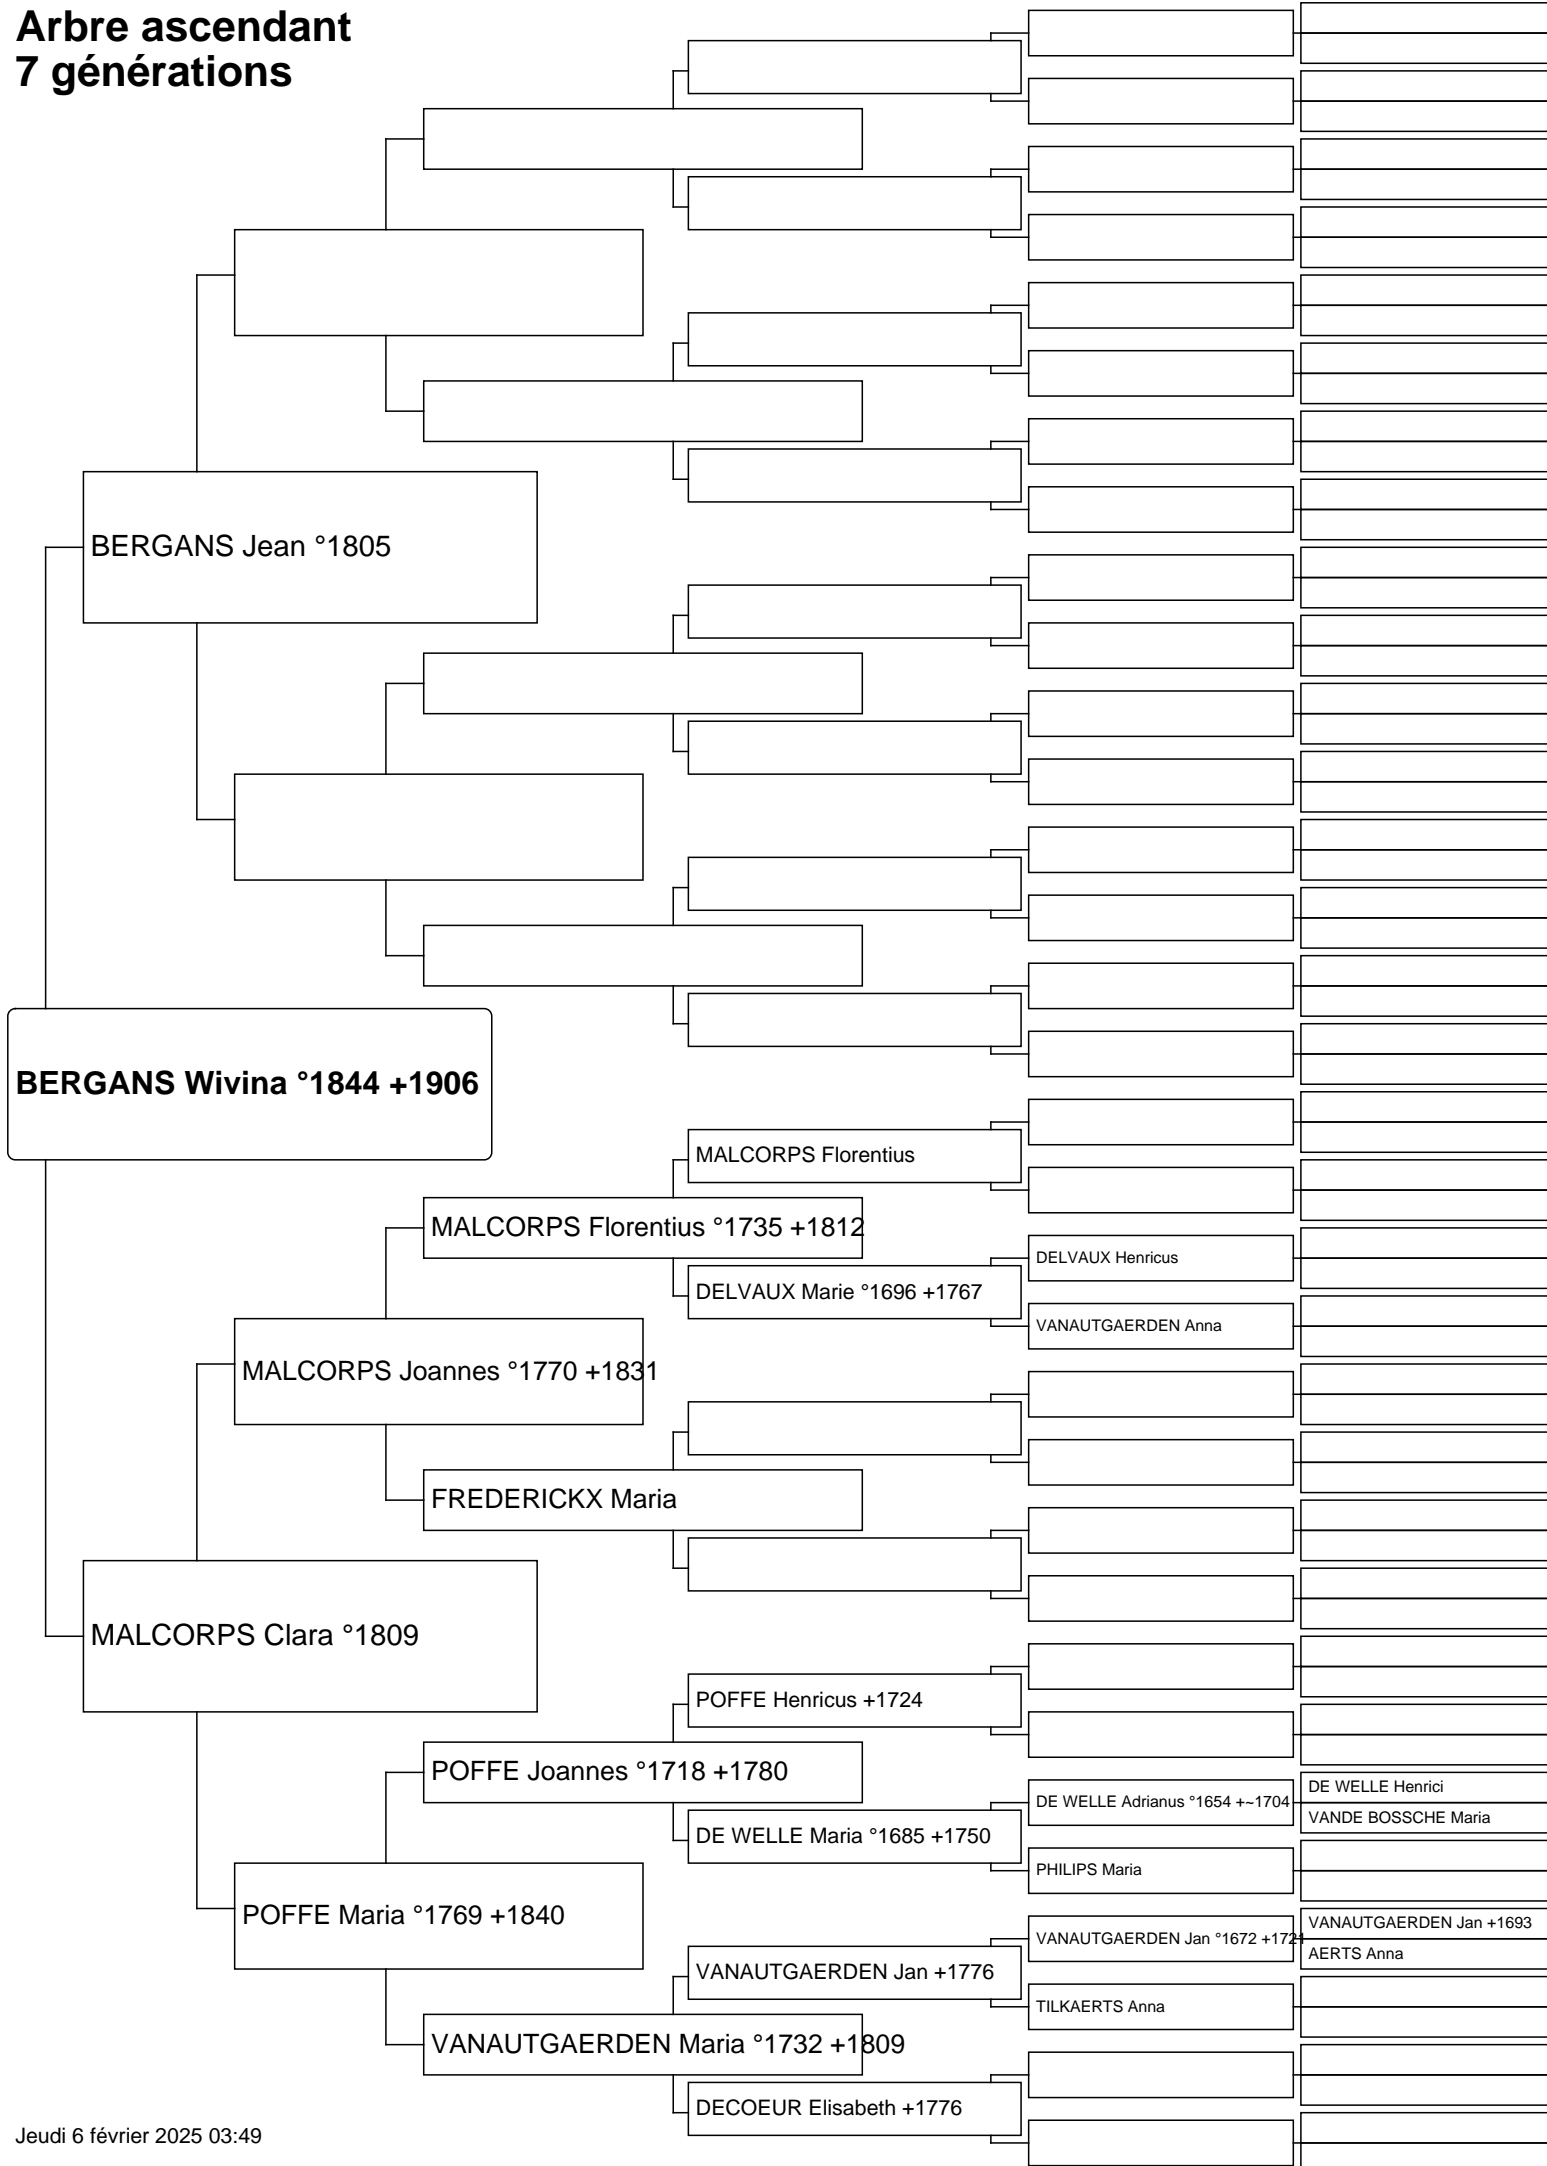 Arbre ascendant
7 générations
BERGANS Jean °1805
BERGANS Wivina °1844 +1906
MALCORPS Florentius
MALCORPS Florentius °1735 +1812
DELVAUX Henricus
DELVAUX Marie °1696 +1767
VANAUTGAERDEN Anna
MALCORPS Joannes °1770 +1831
FREDERICKX Maria
MALCORPS Clara °1809
POFFE Henricus +1724
POFFE Joannes °1718 +1780
DE WELLE Henrici
DE WELLE Adrianus °1654 +~1704
VANDE BOSSCHE Maria
DE WELLE Maria °1685 +1750
PHILIPS Maria
POFFE Maria °1769 +1840
VANAUTGAERDEN Jan +1693
VANAUTGAERDEN Jan °1672 +1721
AERTS Anna
VANAUTGAERDEN Jan +1776
TILKAERTS Anna
VANAUTGAERDEN Maria °1732 +1809
DECOEUR Elisabeth +1776
Jeudi 6 février 2025 03:49